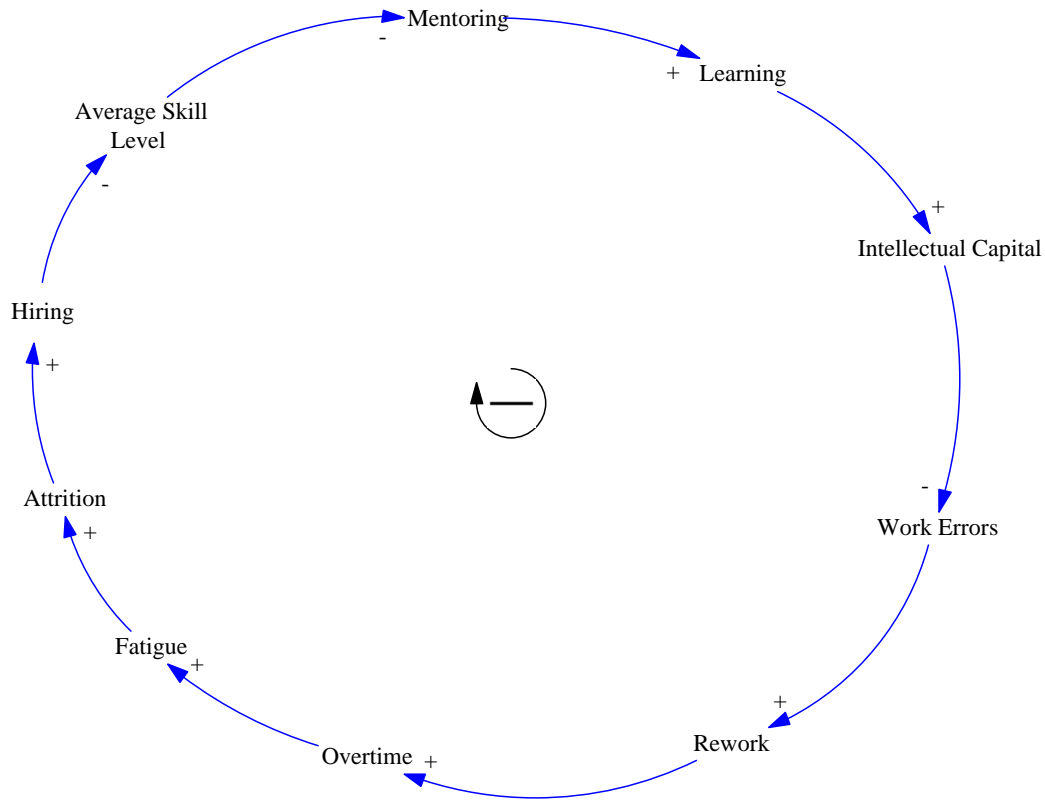 Mentoring
-
+
Learning
Average Skill
Level
-
+
Intellectual Capital
Hiring
+
-
Attrition
+
Work Errors
Fatigue
+
+
Rework
Overtime
+